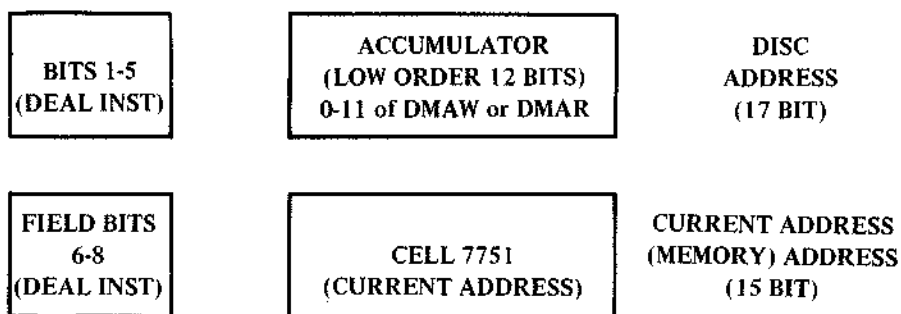 BITS 1-5
(DEAL INST)
ACCUMULATOR
(LOW ORDER 12 BITS)
0-11 of DMAW or DMAR
DISC
ADDRESS
(17 BIT)
FIELD BITS
6-8
(DEAL INST)
CELL 7751
(CURRENT ADDRESS)
CURRENT ADDRESS
(MEMORY) ADDRESS
(15 BIT)